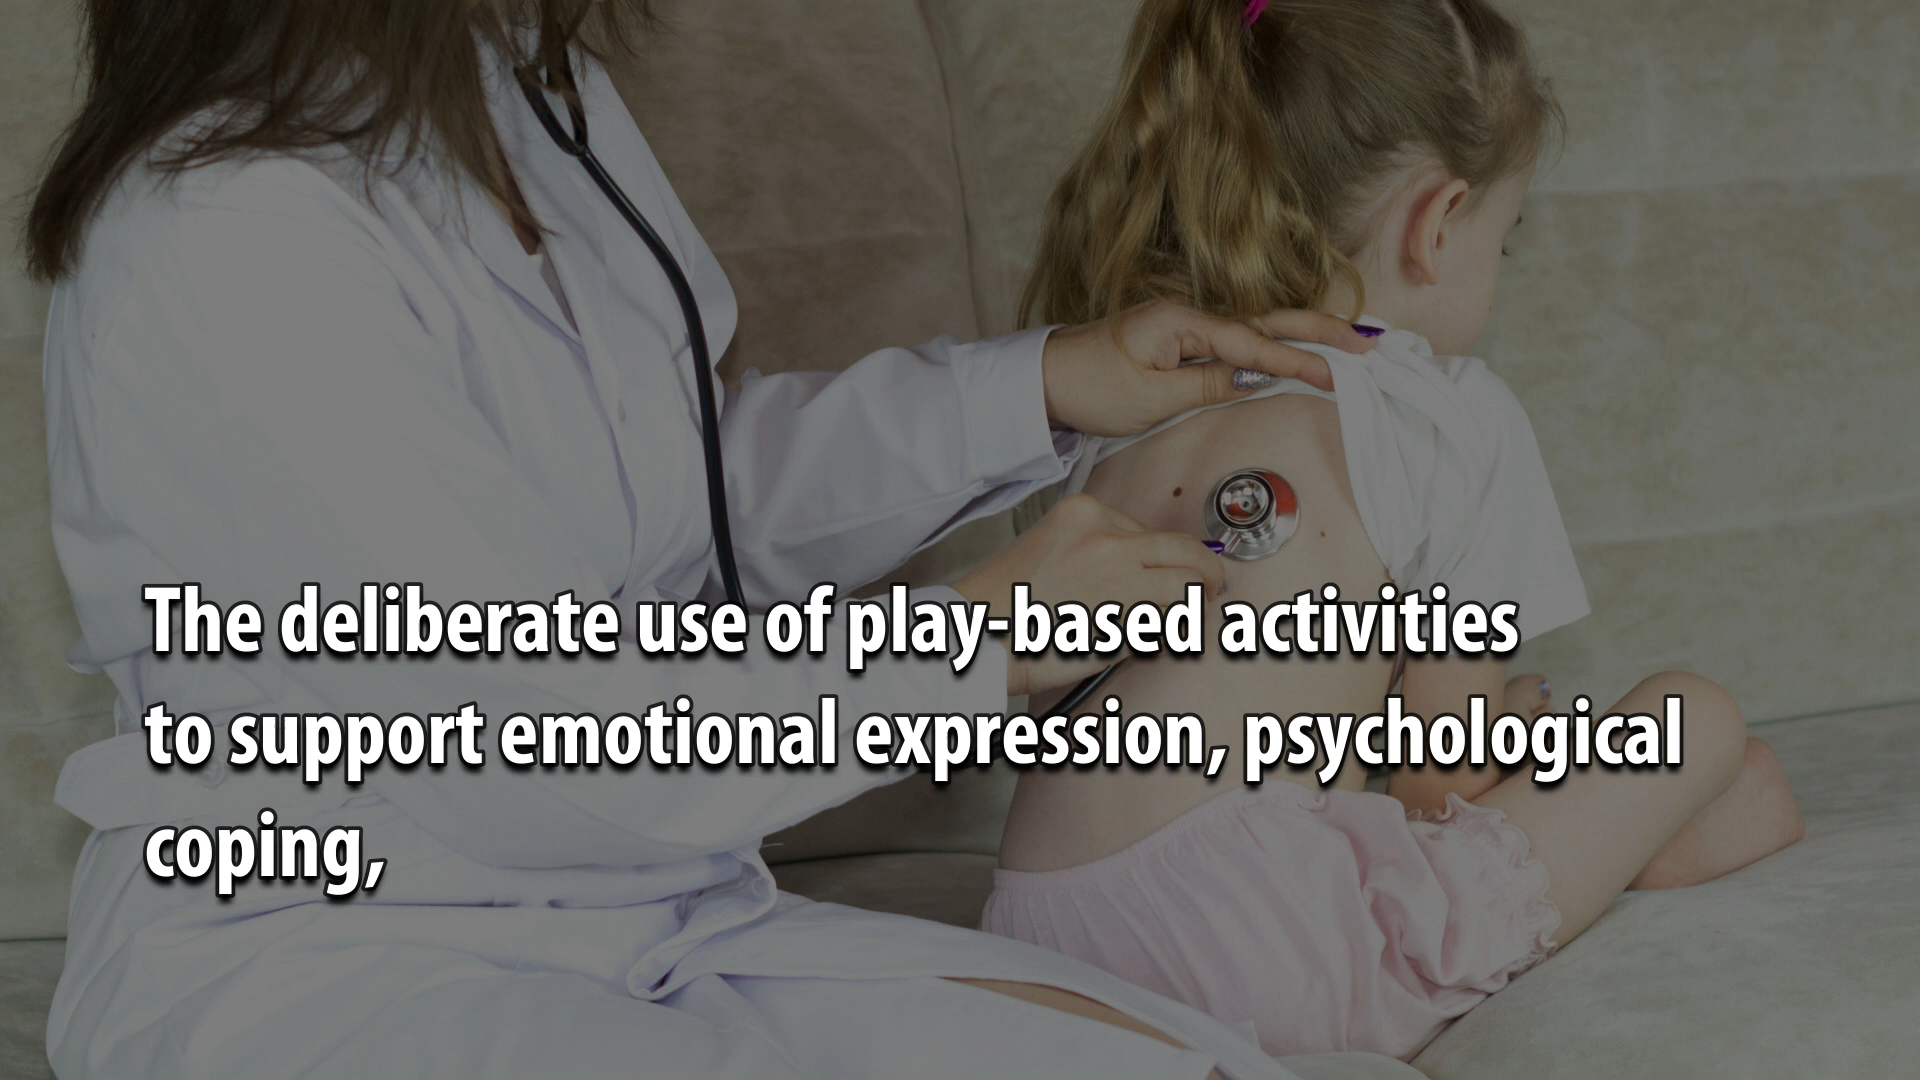 The deliberate use of play-based activities
to support emotional expression, psychological
coping,